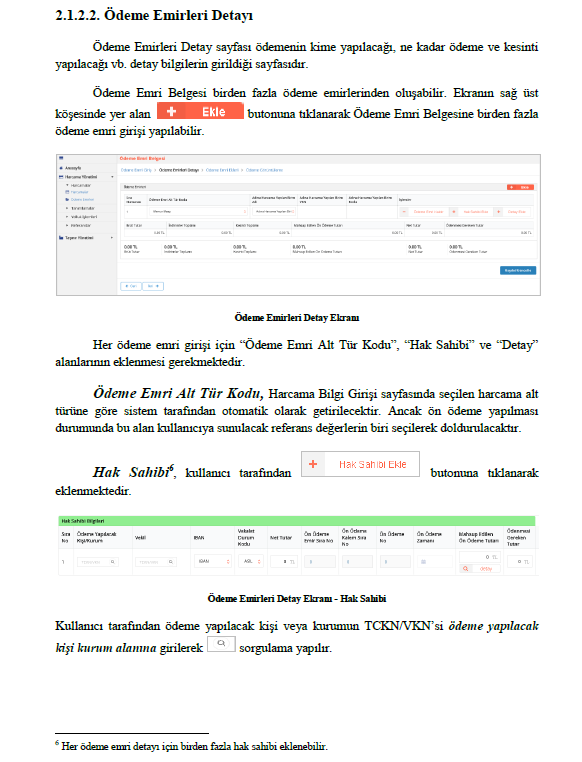 2.1.2.2. Ödeme Emirleri Detayı
Ödeme Emirleri Detay sayfası ödemenin kime yapılacağı, ne kadar ödeme ve kesinti
yapılacağı vb. detay bilgilerin girildiği sayfasıdır.
Ödeme Emri Belgesi birden fazla ödeme emirlerinden oluşabilir. Ekranın sağ üst
köşesinde yer alan + Ekle butonuna tıklanarak Ödeme Emri Belgesine birden fazla
ödeme emri girişi yapılabilir.
Ödeme Emri Belgesi
Anasayfa
Harcama Yönetimi
Taşınır Yönetimi
Ödeme Emirleri Detay Ekranı
Her ödeme emri girişi için “Ödeme Emri Alt Tür Kodu”, “Hak Sahibi” ve “Detay”
alanlarının eklenmesi gerekmektedir.
Ödeme Emri Alt Tür Kodu, Harcama Bilgi Girişi sayfasında seçilen harcama alt
türüne göre sistem tarafından otomatik olarak getirilecektir. Ancak ön ödeme yapılması
durumunda bu alan kullanıcıya sunulacak referans değerlerin biri seçilerek doldurulacaktır.
Hak Sahibi6, kullanıcı tarafından + Hak Sahibi Ekle butonuna tıklanarak
eklenmektedir.
Hak Sahibi Bilgileri
Sıra No Ödeme Yapılacak Kişi/Kurum Vekil IBAN Vekalet Durum Kodu Net Tutar Ön Ödeme Emir Sıra No Ön Ödeme Kalem Sıra No Ön Ödeme No Ön Ödeme Zamanı Mahsup Edilen Ön Ödeme Tutarı Ödenmesi Gereken Tutar
1 IBAN ASIL 0 TL 0 0 0 0 TL detay 0 TL
Ödeme Emirleri Detay Ekranı - Hak Sahibi
Kullanıcı tarafından ödeme yapılacak kişi veya kurumun TCKN/VKN’si ödeme yapılacak
kişi kurum alanına girilerek sorgulama yapılır.
6 Her ödeme emri detayı için birden fazla hak sahibi eklenebilir.